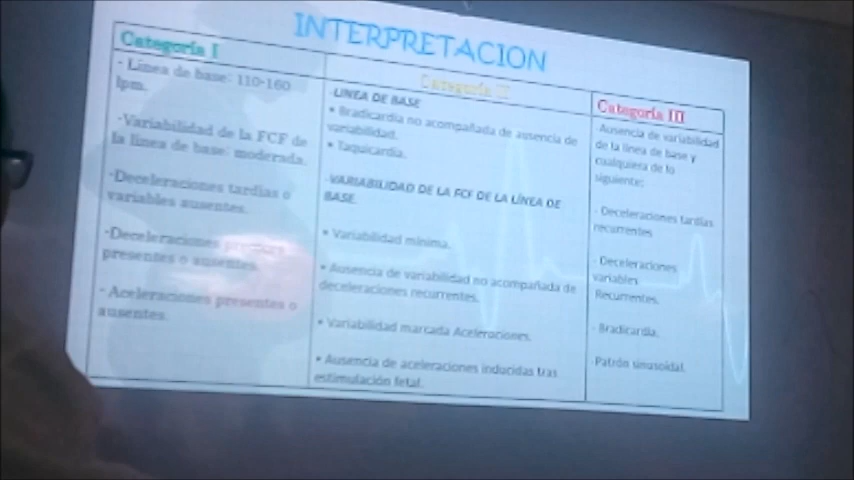 INTERPRETACION
Categoría I
- Línea de base: 110-160
lpm.
-Variabilidad de la FCF de
la línea de base: moderada.
-Deceleraciones tardías o
variables ausentes.
-Deceleraciones
presentes o ausentes.
- Aceleraciones presentes o
ausentes.
Categoría II
-LINEA DE BASE
• Bradicardia no acompañada de ausencia de
variabilidad.
• Taquicardia.
-VARIABILIDAD DE LA FCF DE LA LÍNEA DE
BASE.
• Variabilidad mínima.
• Ausencia de variabilidad no acompañada de
deceleraciones recurrentes.
• Variabilidad marcada Aceleraciones.
• Ausencia de aceleraciones inducidas tras
estimulación fetal.
Categoría III
Ausencia de variabilidad
de la línea de base y
cualquiera de lo
siguiente:
- Deceleraciones tardías
recurrentes
- Deceleraciones
variables
Recurrentes.
- Bradicardia.
-Patrón sinusoidal.